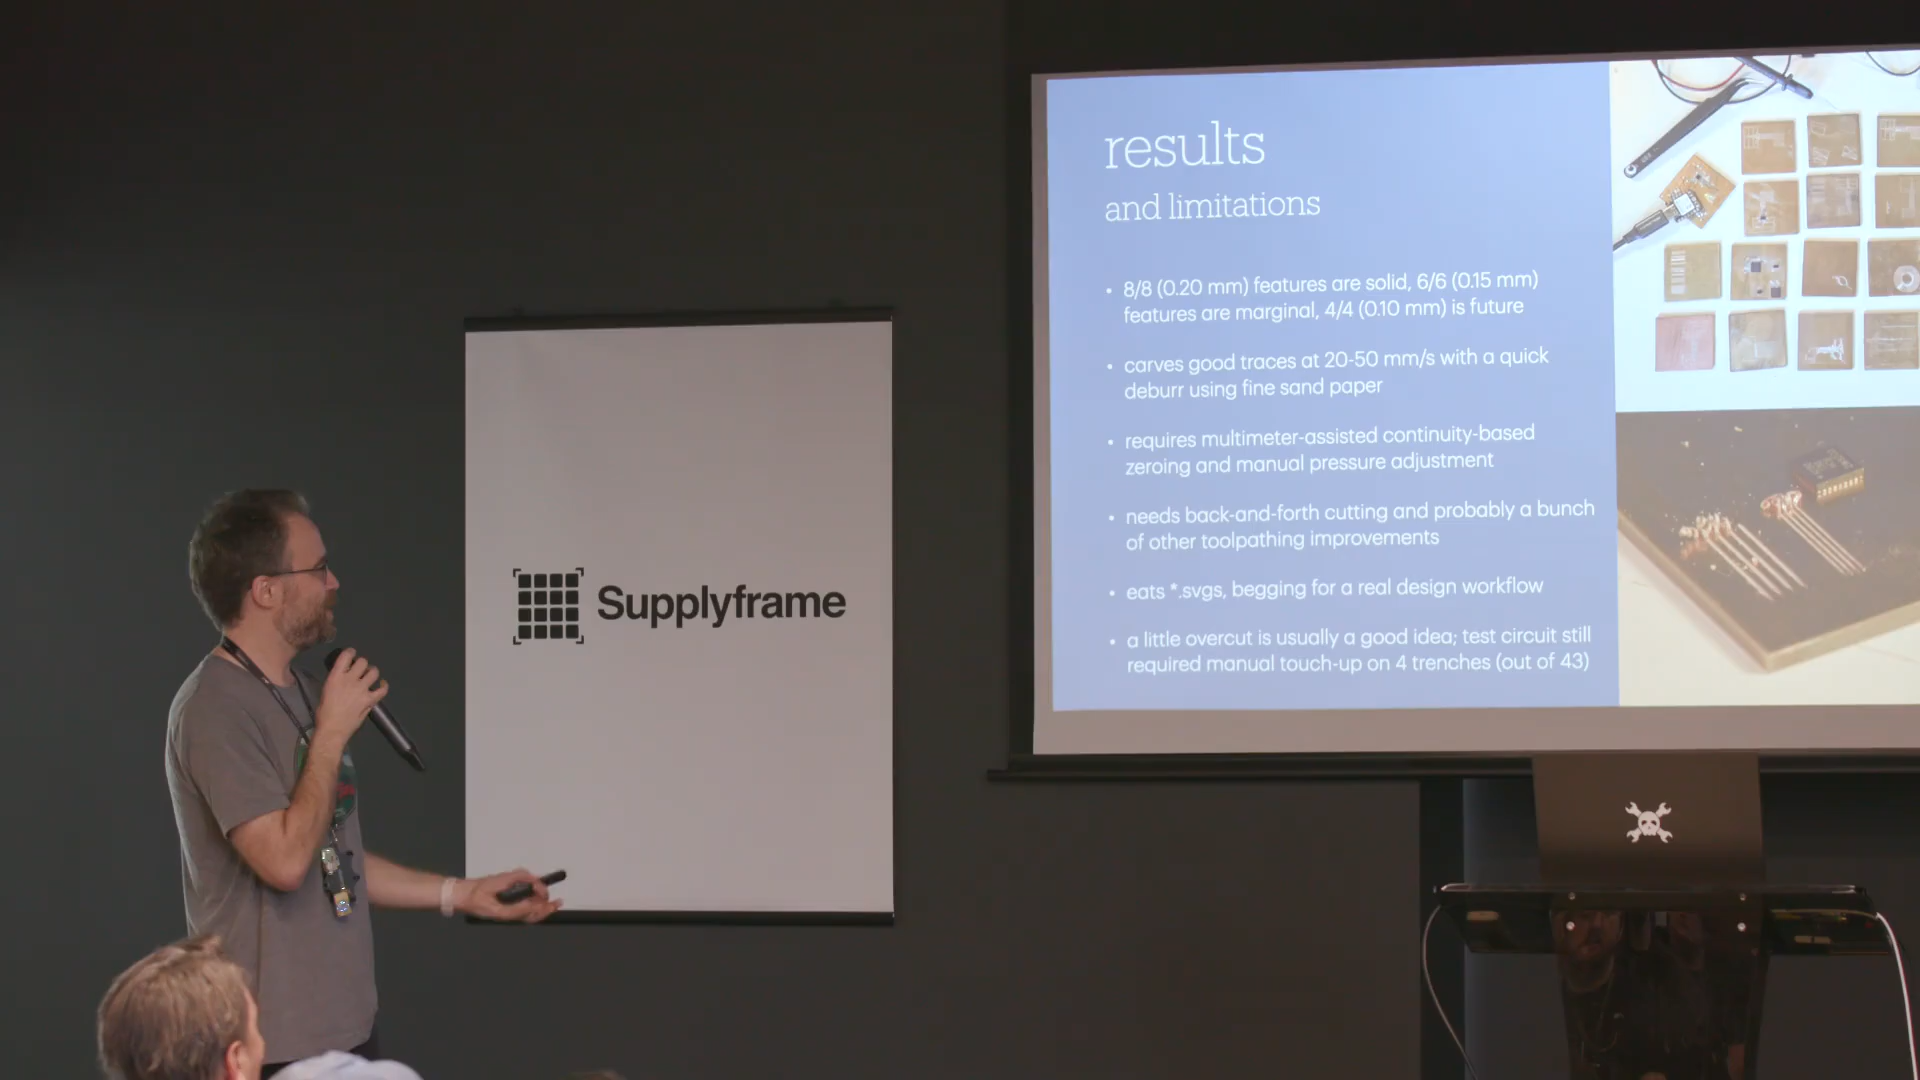 results
and limitations
• 8/8 (0.20 mm) features are solid, 6/6 (0.15 mm)
features are marginal, 4/4 (0.10 mm) is future
• carves good traces at 20-50 mm/s with a quick
deburr using fine sand paper
• requires multimeter-assisted continuity-based
zeroing and manual pressure adjustment
• needs back-and-forth cutting and probably a bunch
of other toolpathing improvements
• eats *.svgs, begging for a real design workflow
• a little overcut is usually a good idea; test circuit still
required manual touch-up on 4 trenches (out of 43)
Supplyframe